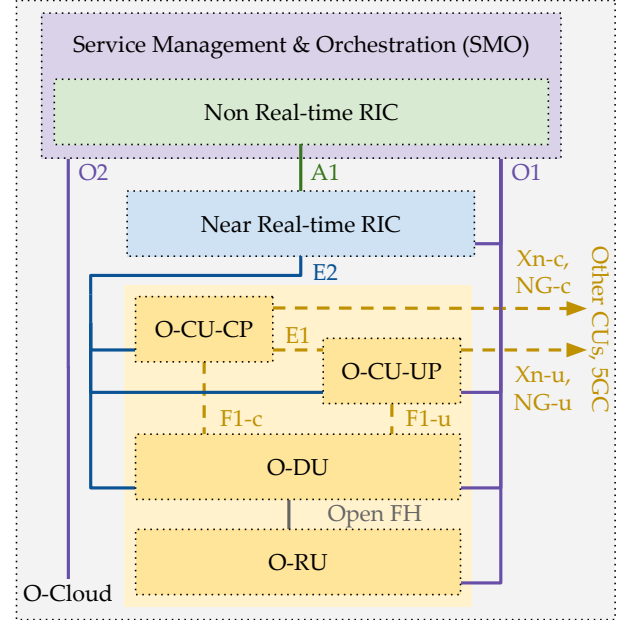 Service Management & Orchestration (SMO)
Non Real-time RIC
O2
A1
O1
Near Real-time RIC
E2
Xn-c,
NG-c
O-CU-CP
E1
O-CU-UP
Xn-u,
NG-u
Other CUs, 5GC
F1-c
F1-u
O-DU
Open FH
O-RU
O-Cloud